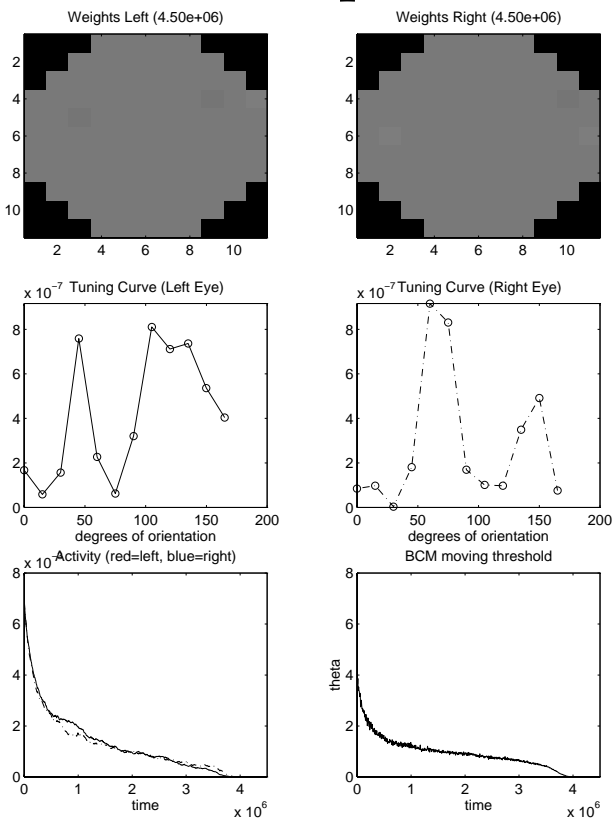 Weights Left (4.50e+06)
2
4
6
8
10
2 4 6 8 10
Weights Right (4.50e+06)
2
4
6
8
10
2 4 6 8 10
x 10⁻⁷ Tuning Curve (Left Eye)
8
6
4
2
0
0 50 100 150 200
degrees of orientation
x 10⁻⁷ Tuning Curve (Right Eye)
8
6
4
2
0
0 50 100 150 200
degrees of orientation
Activity (red=left, blue=right)
8
6
4
2
0
0 1 2 3 4
time
x 10⁶
BCM moving threshold
8
6
4
2
0
theta
0 1 2 3 4
time
x 10⁶